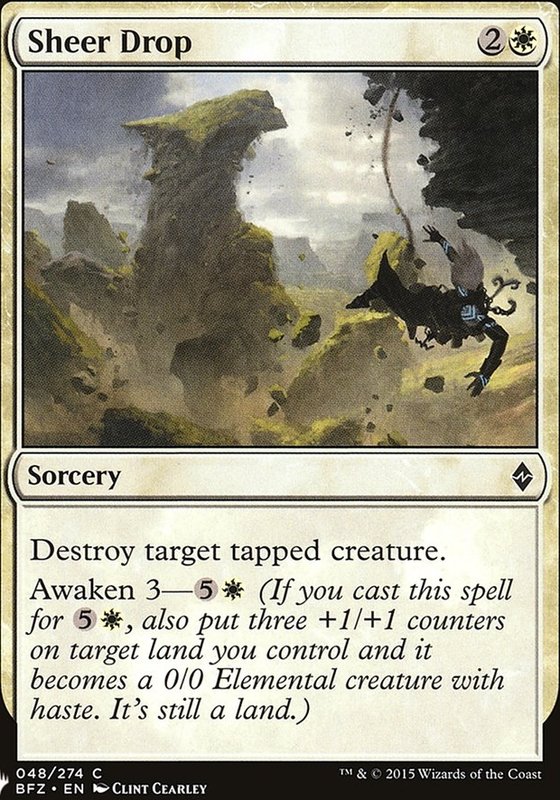 Sheer Drop 2
Sorcery
Destroy target tapped creature.
Awaken 3—5 (If you cast this spell
for 5, also put three +1/+1 counters
on target land you control and it
becomes a 0/0 Elemental creature with
haste. It's still a land.)
048/274 C
BFZ • EN Clint Cearley
™ & © 2015 Wizards of the Coast